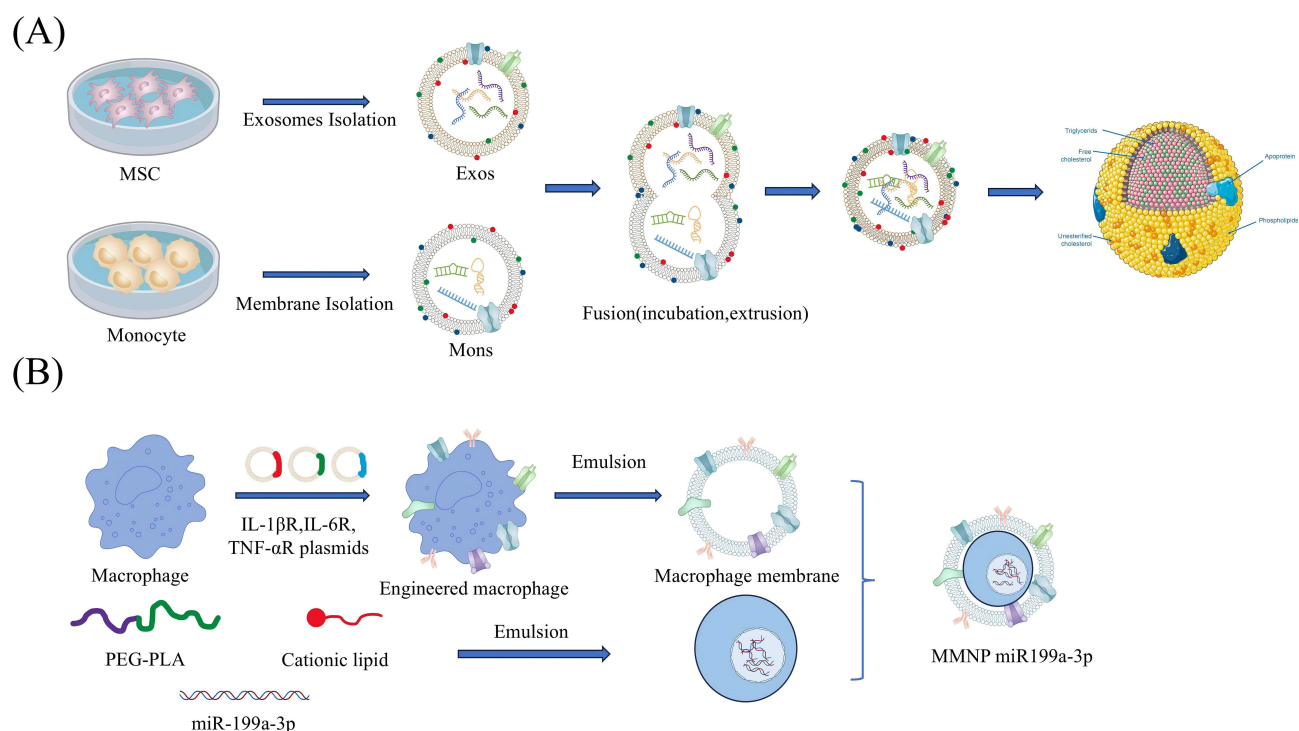 (A)
MSC
Exosomes Isolation
Exos
Monocyte
Membrane Isolation
Mons
Fusion(incubation,extrusion)
Triglycerids
Free
cholesterol
Apoprotein
Unesterified
cholesterol
Phospholipids
(B)
Macrophage
IL-1βR,IL-6R,
TNF-αR plasmids
Engineered macrophage
Emulsion
Macrophage membrane
PEG-PLA
Cationic lipid
Emulsion
miR-199a-3p
MMNP miR199a-3p